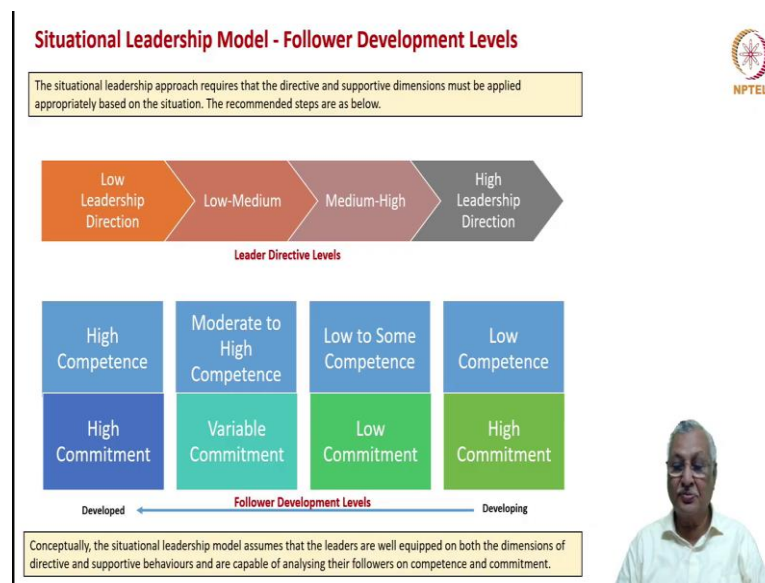 Situational Leadership Model - Follower Development Levels
The situational leadership approach requires that the directive and supportive dimensions must be applied
appropriately based on the situation. The recommended steps are as below.
NPTEL
Low
Leadership
Direction
Low-Medium
Medium-High
High
Leadership
Direction
Leader Directive Levels
High
Competence
Moderate to
High
Competence
Low to Some
Competence
Low
Competence
High
Commitment
Variable
Commitment
Low
Commitment
High
Commitment
Developed
Follower Development Levels
Developing
Conceptually, the situational leadership model assumes that the leaders are well equipped on both the dimensions of
directive and supportive behaviours and are capable of analysing their followers on competence and commitment.